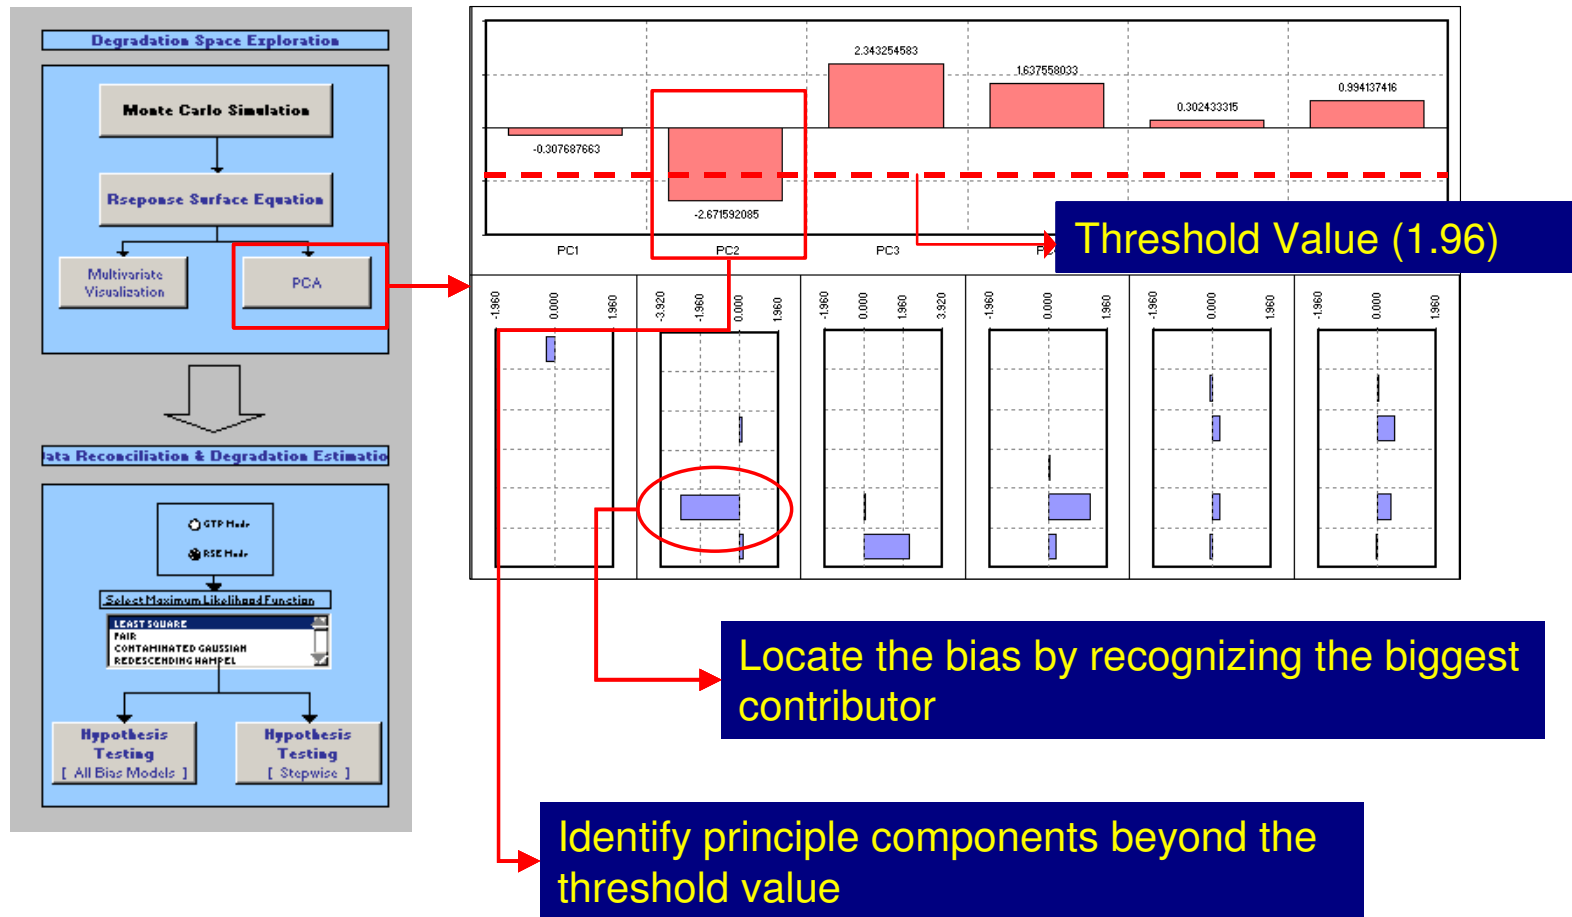 Degradation Space Exploration
Monte Carlo Simulation
Rseponse Surface Equation
Multivariate
Visualization
PCA
ata Reconciliation & Degradation Estimatio
GTP Mode
RSE Mode
Select Maximum Likelihood Function
LEAST SQUARE
FAIR
CONTAMINATED GAUSSIAN
REDESCENDING HAMPEL
Hypothesis
Testing
[ All Bias Models ]
Hypothesis
Testing
[ Stepwise ]
-0.307687663
-2.671592085
2.343254583
1.637558033
0.302433315
0.994137416
PC1
PC2
PC3
Threshold Value (1.96)
-1.960 0.000 1.960
-3.920 -1.960 0.000 1.960
-1.960 0.000 1.960 3.920
-1.960 0.000 1.960
-1.960 0.000 1.960
-1.960 0.000 1.960
Locate the bias by recognizing the biggest
contributor
Identify principle components beyond the
threshold value